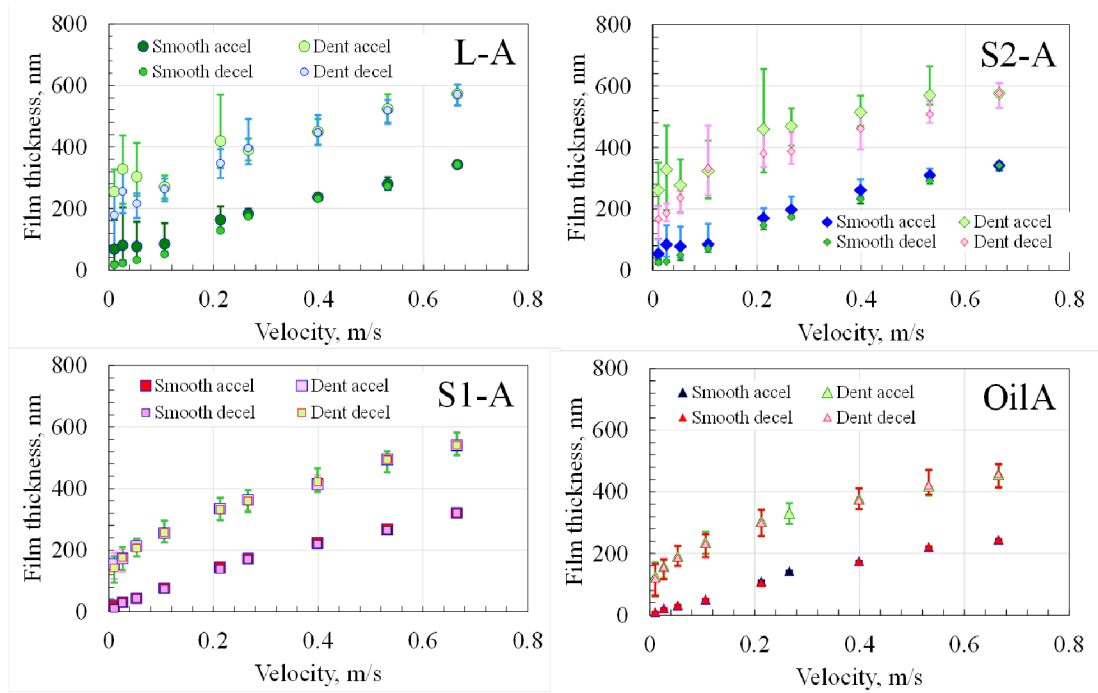 800
600
400
200
0
Film thickness, nm
Smooth accel
Dent accel
Smooth decel
Dent decel
L-A
0 0.2 0.4 0.6 0.8
Velocity, m/s
800
600
400
200
0
Film thickness, nm
S2-A
Smooth accel
Dent accel
Smooth decel
Dent decel
0 0.2 0.4 0.6 0.8
Velocity, m/s
800
600
400
200
0
Film thickness, nm
Smooth accel
Dent accel
Smooth decel
Dent decel
S1-A
0 0.2 0.4 0.6 0.8
Velocity, m/s
800
600
400
200
0
Film thickness, nm
Smooth accel
Dent accel
Smooth decel
Dent decel
OilA
0 0.2 0.4 0.6 0.8
Velocity, m/s